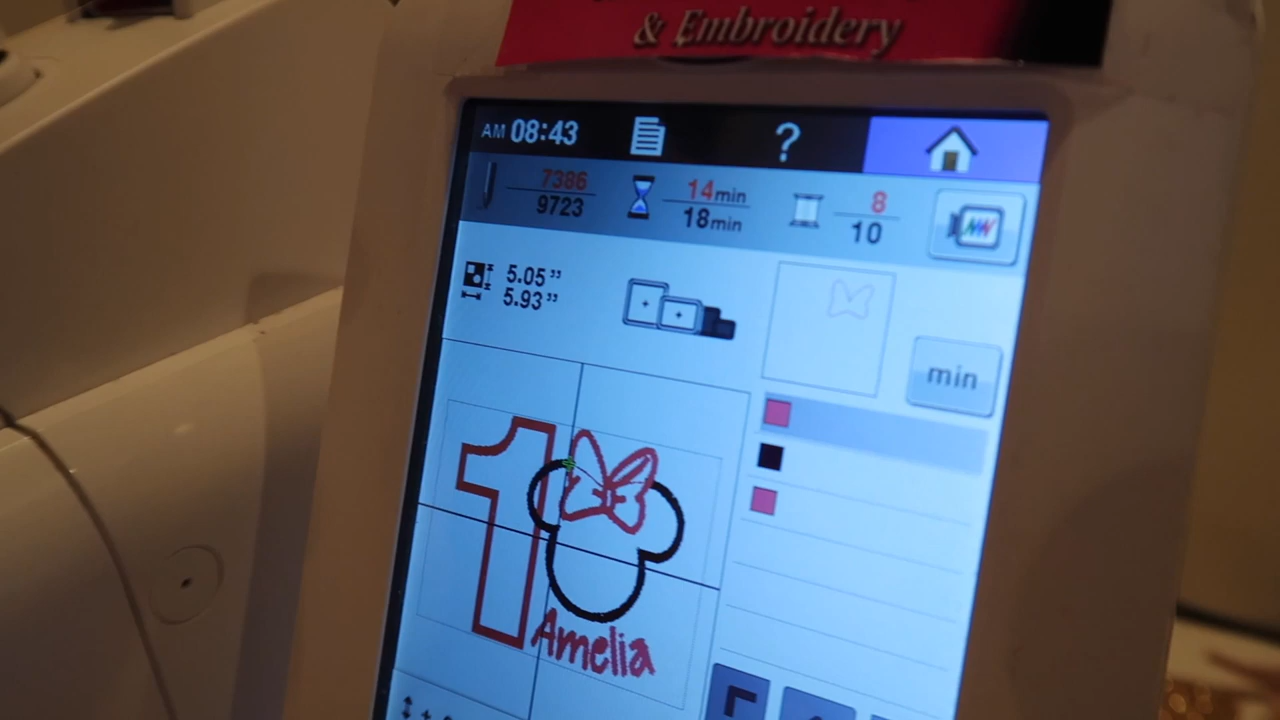 & Embroidery
AM 08:43
?
7386
9723
14min
18min
8
10
5.05"
5.93"
min
1
Amelia